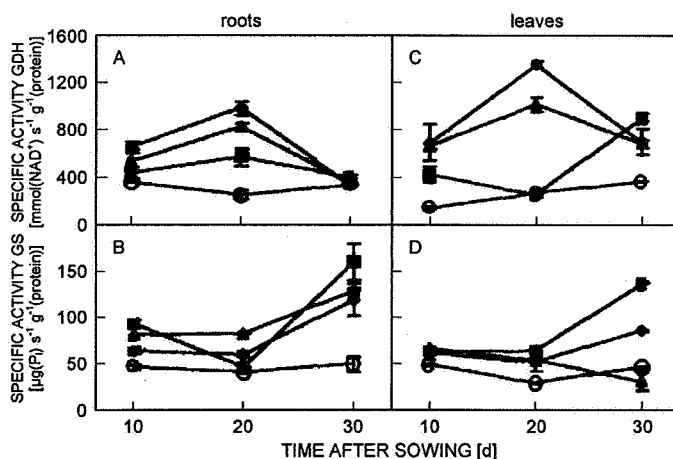 roots
leaves
SPECIFIC ACTIVITY GDH
[mmol(NAD⁺) s⁻¹ g⁻¹(protein)]
1600
1200
800
400
0
A
C
SPECIFIC ACTIVITY GS
[µg(Pi) s⁻¹ g⁻¹(protein)]
150
100
50
0
B
D
10
20
30
10
20
30
TIME AFTER SOWING [d]